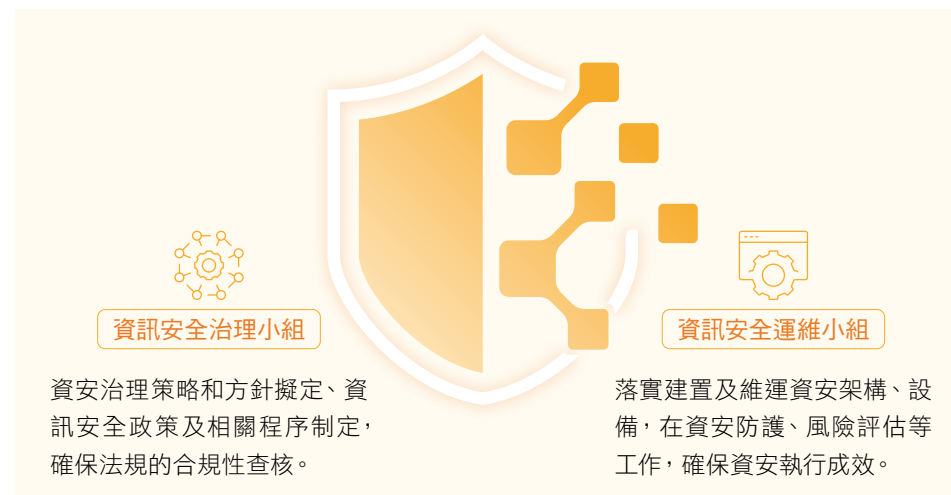 資訊安全治理小組
資安治理策略和方針擬定、資
訊安全政策及相關程序制定，
確保法規的合規性查核。
資訊安全運維小組
落實建置及維運資安架構、設
備，在資安防護、風險評估等
工作，確保資安執行成效。